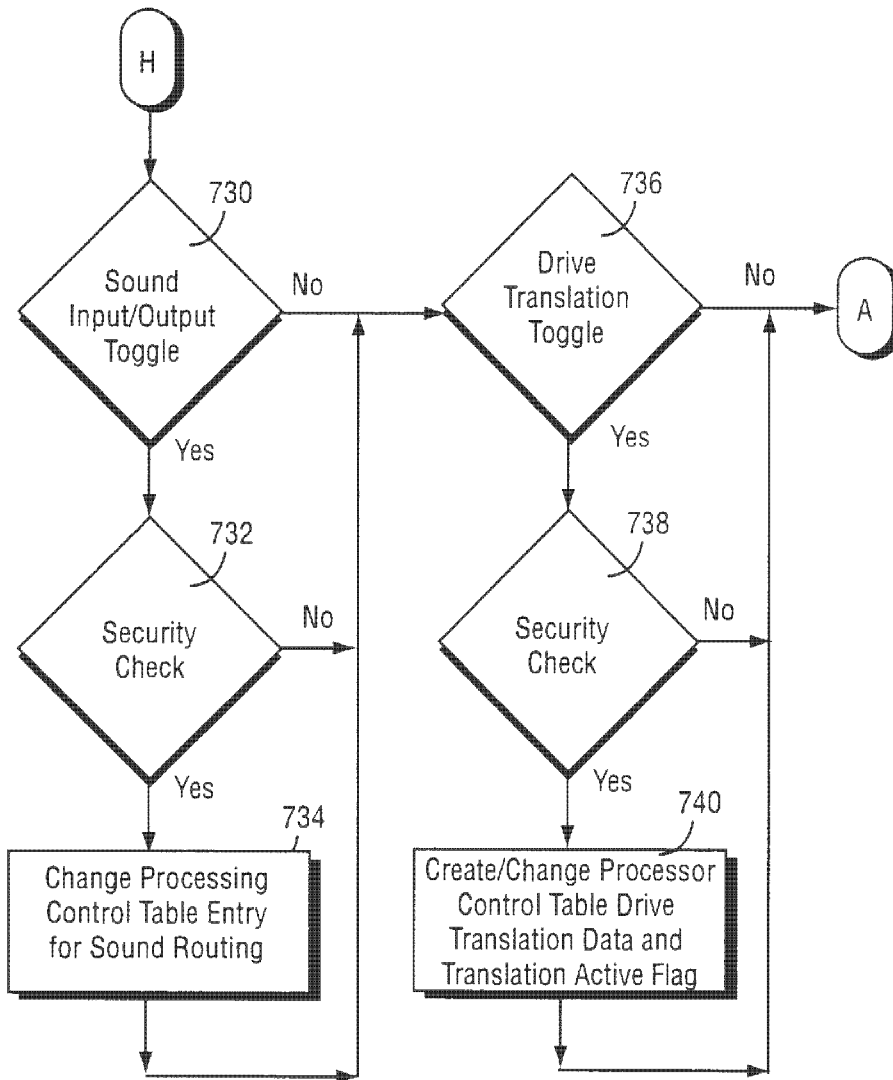 H
730
Sound
Input/Output
Toggle
No
Yes
732
Security
Check
No
Yes
734
Change Processing
Control Table Entry
for Sound Routing
736
Drive
Translation
Toggle
No
A
Yes
738
Security
Check
No
Yes
740
Create/Change Processor
Control Table Drive
Translation Data and
Translation Active Flag